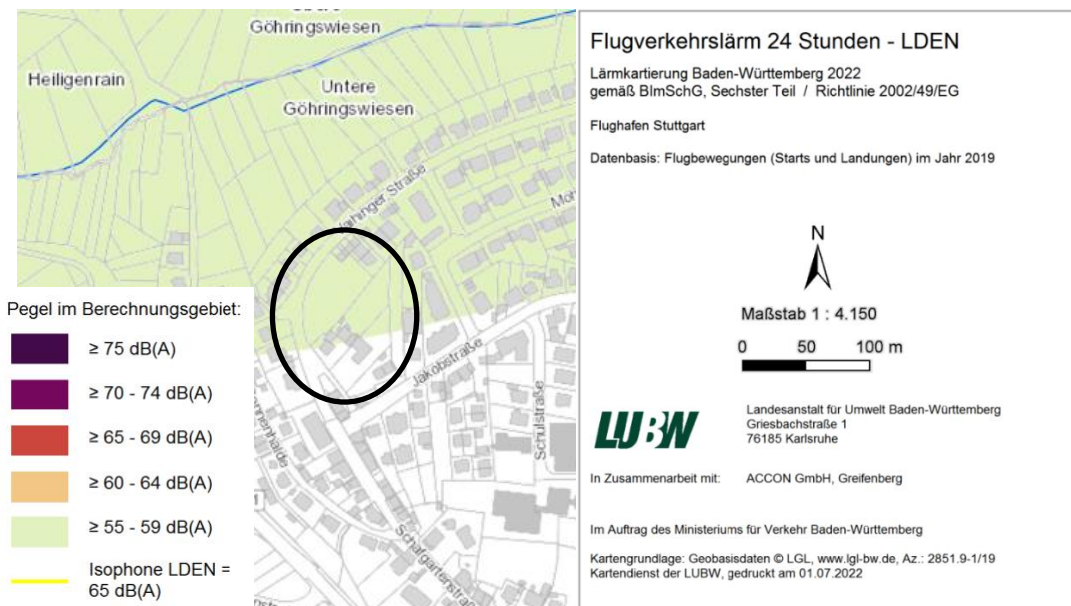 Obere
Göhringswiesen
Heiligenrain
Untere
Göhringswiesen
Straße
Jakobstraße
Schulstraße
Schafgartenstraße
Pegel im Berechnungsgebiet:
≥ 75 dB(A)
≥ 70 - 74 dB(A)
≥ 65 - 69 dB(A)
≥ 60 - 64 dB(A)
≥ 55 - 59 dB(A)
Isophone LDEN =
65 dB(A)
Flugverkehrslärm 24 Stunden - LDEN
Lärmkartierung Baden-Württemberg 2022
gemäß BImSchG, Sechster Teil / Richtlinie 2002/49/EG
Flughafen Stuttgart
Datenbasis: Flugbewegungen (Starts und Landungen) im Jahr 2019
N
Maßstab 1 : 4.150
0 50 100 m
LUBW
Landesanstalt für Umwelt Baden-Württemberg
Griesbachstraße 1
76185 Karlsruhe
In Zusammenarbeit mit: ACCON GmbH, Greifenberg
Im Auftrag des Ministeriums für Verkehr Baden-Württemberg
Kartengrundlage: Geobasisdaten © LGL, www.lgl-bw.de, Az.: 2851.9-1/19
Kartendienst der LUBW, gedruckt am 01.07.2022